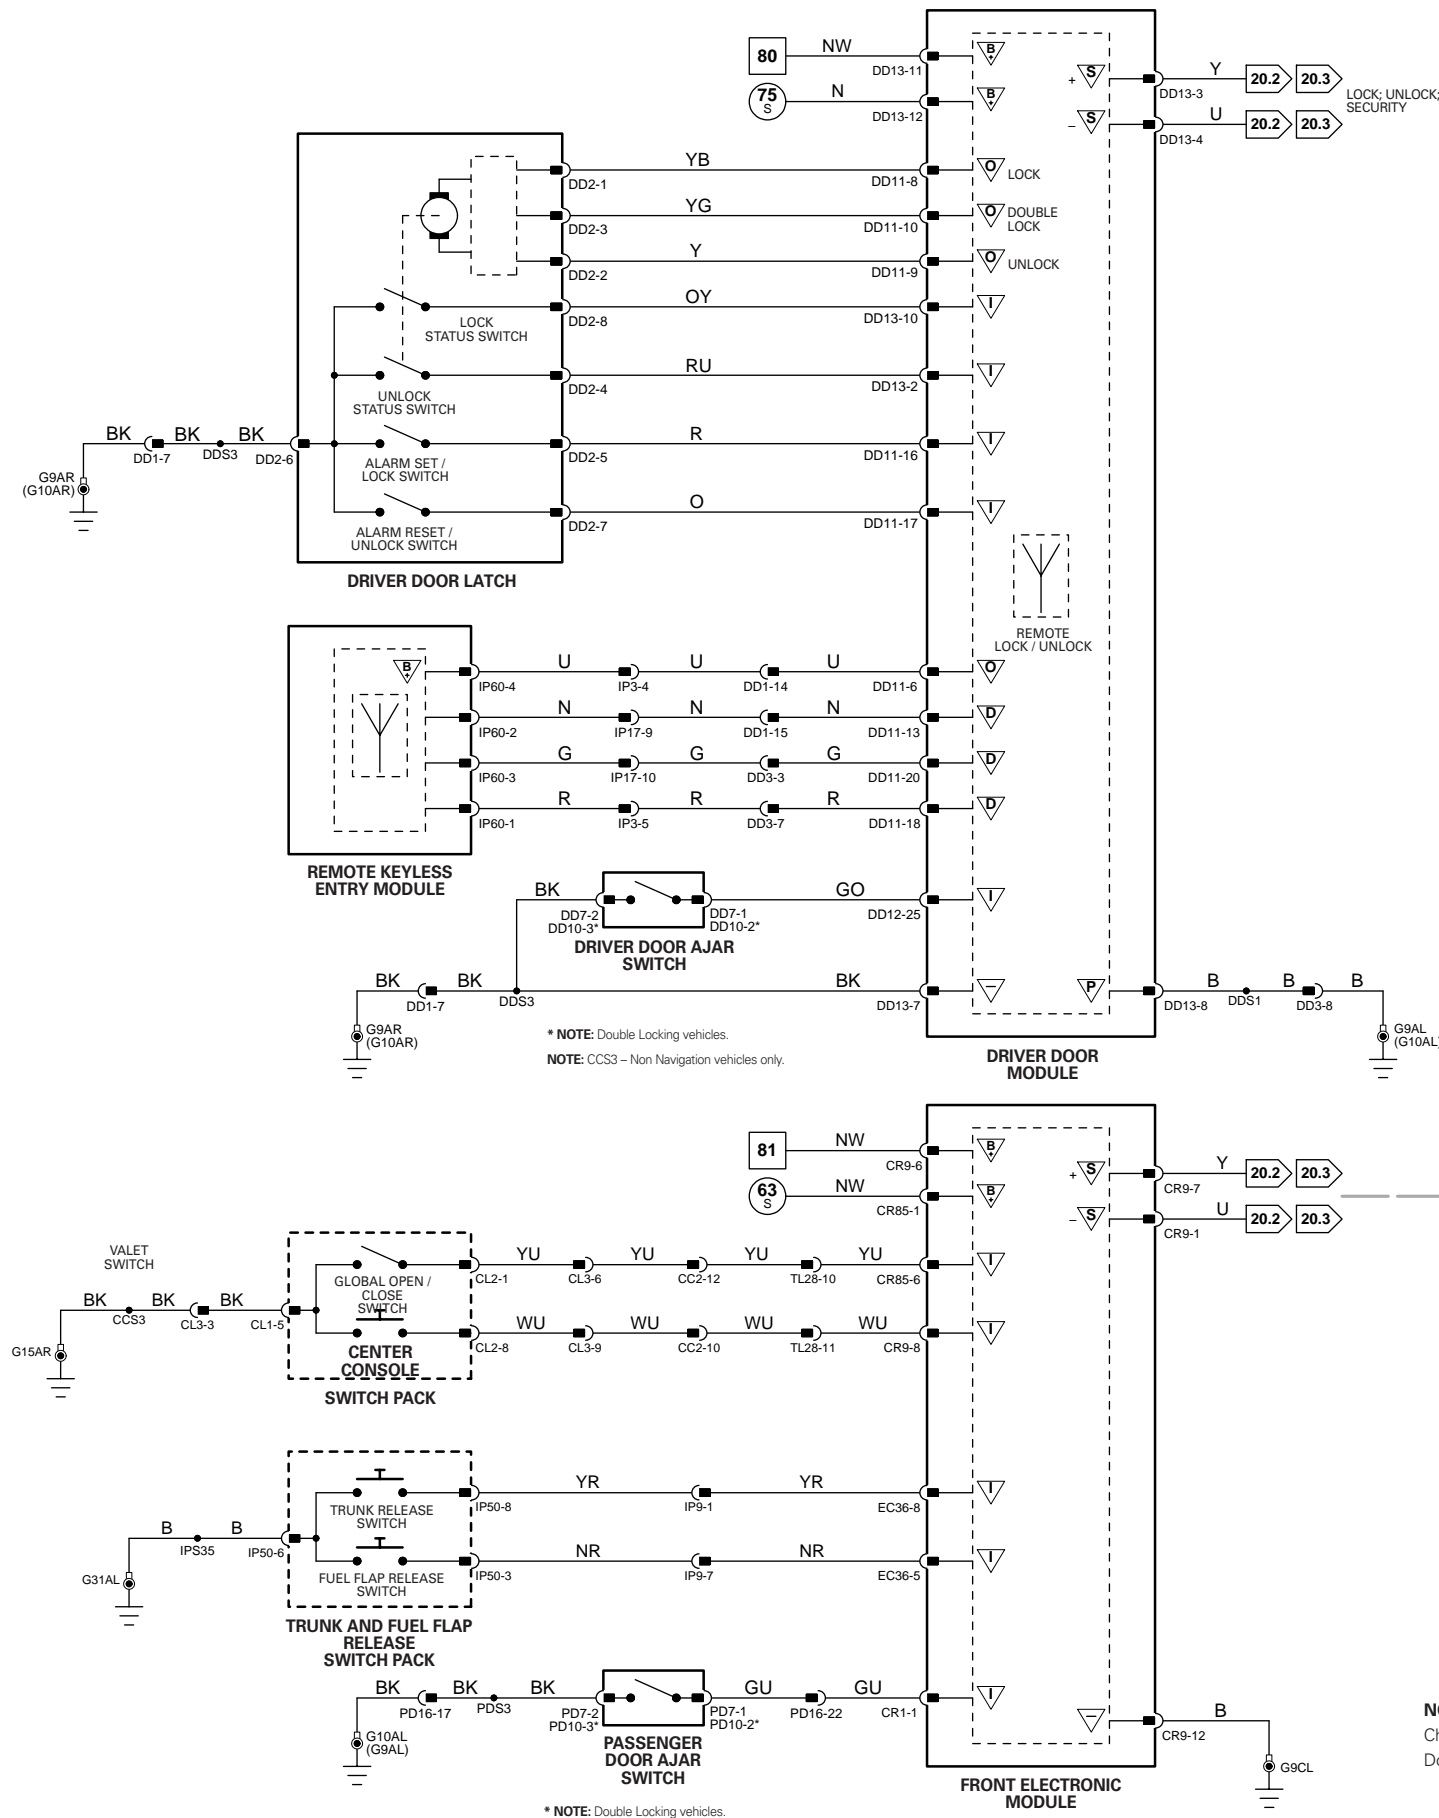 80
NW
DD13-11
B
+
75
S
N
DD13-12
B
+
+
S
DD13-3
Y
20.2
20.3
–
S
DD13-4
U
20.2
20.3
LOCK; UNLOCK;
SECURITY
DD2-1
YB
DD11-8
O
LOCK
DD2-3
YG
DD11-10
O
DOUBLE
LOCK
DD2-2
Y
DD11-9
O
UNLOCK
LOCK
STATUS SWITCH
DD2-8
OY
DD13-10
I
UNLOCK
STATUS SWITCH
DD2-4
RU
DD13-2
I
G9AR
(G10AR)
BK
DD1-7
BK
DDS3
BK
DD2-6
ALARM SET /
LOCK SWITCH
DD2-5
R
DD11-16
I
ALARM RESET /
UNLOCK SWITCH
DD2-7
O
DD11-17
I
DRIVER DOOR LATCH
REMOTE
LOCK / UNLOCK
B
+
IP60-4
U
IP3-4
U
DD1-14
U
DD11-6
O
IP60-2
N
IP17-9
N
DD1-15
N
DD11-13
D
IP60-3
G
IP17-10
G
DD3-3
G
DD11-20
D
IP60-1
R
IP3-5
R
DD3-7
R
DD11-18
D
REMOTE KEYLESS
ENTRY MODULE
BK
DD7-2
DD10-3*
DD7-1
DD10-2*
GO
DD12-25
I
DRIVER DOOR AJAR
SWITCH
BK
DD1-7
BK
DDS3
BK
DD13-7
–
P
DD13-8
B
DDS1
B
DD3-8
B
G9AR
(G10AR)
G9AL
(G10AL)
* NOTE: Double Locking vehicles.
NOTE: CCS3 – Non Navigation vehicles only.
DRIVER DOOR
MODULE
81
NW
CR9-6
B
+
63
S
NW
CR85-1
B
+
+
S
CR9-7
Y
20.2
20.3
–
S
CR9-1
U
20.2
20.3
VALET
SWITCH
GLOBAL OPEN /
CLOSE
SWITCH
CL2-1
YU
CL3-6
YU
CC2-12
YU
TL28-10
YU
CR85-6
I
G15AR
BK
CCS3
BK
CL3-3
BK
CL1-5
CL2-8
WU
CL3-9
WU
CC2-10
WU
TL28-11
WU
CR9-8
I
CENTER
CONSOLE
SWITCH PACK
TRUNK RELEASE
SWITCH
IP50-8
YR
IP9-1
YR
EC36-8
I
G31AL
B
IPS35
B
IP50-6
FUEL FLAP RELEASE
SWITCH
IP50-3
NR
IP9-7
NR
EC36-5
I
TRUNK AND FUEL FLAP
RELEASE
SWITCH PACK
G10AL
(G9AL)
BK
PD16-17
BK
PDS3
BK
PD7-2
PD10-3*
PD7-1
PD10-2*
GU
PD16-22
GU
CR1-1
I
PASSENGER
DOOR AJAR
SWITCH
–
CR9-12
B
G9CL
FRONT ELECTRONIC
MODULE
* NOTE: Double Locking vehicles.